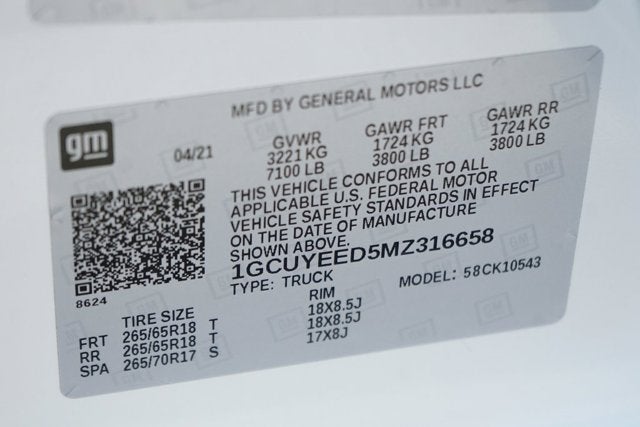 MFD BY GENERAL MOTORS LLC
gm
04/21
GVWR
3221 KG
7100 LB
GAWR FRT
1724 KG
3800 LB
GAWR RR
1724 KG
3800 LB
THIS VEHICLE CONFORMS TO ALL
APPLICABLE U.S. FEDERAL MOTOR
VEHICLE SAFETY STANDARDS IN EFFECT
ON THE DATE OF MANUFACTURE
SHOWN ABOVE.
1GCUYEED5MZ316658
TYPE: TRUCK
MODEL: 58CK10543
8624
TIRE SIZE
RIM
FRT 265/65R18 T 18X8.5J
RR 265/65R18 T 18X8.5J
SPA 265/70R17 S 17X8J